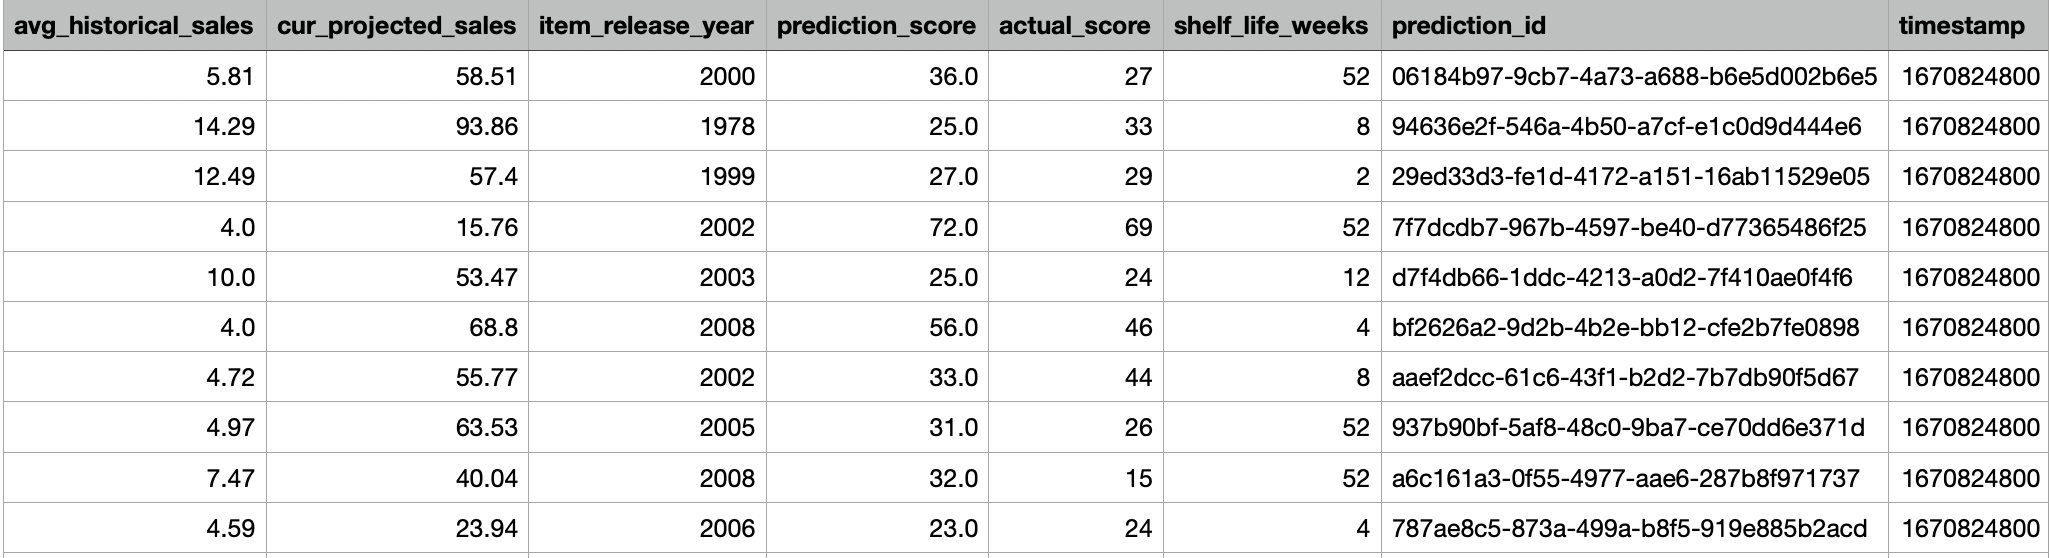 avg_historical_sales cur_projected_sales item_release_year prediction_score actual_score shelf_life_weeks prediction_id timestamp
5.81 58.51 2000 36.0 27 52 06184b97-9cb7-4a73-a688-b6e5d002b6e5 1670824800
14.29 93.86 1978 25.0 33 8 94636e2f-546a-4b50-a7cf-e1c0d9d444e6 1670824800
12.49 57.4 1999 27.0 29 2 29ed33d3-fe1d-4172-a151-16ab11529e05 1670824800
4.0 15.76 2002 72.0 69 52 7f7dcdb7-967b-4597-be40-d77365486f25 1670824800
10.0 53.47 2003 25.0 24 12 d7f4db66-1ddc-4213-a0d2-7f410ae0f4f6 1670824800
4.0 68.8 2008 56.0 46 4 bf2626a2-9d2b-4b2e-bb12-cfe2b7fe0898 1670824800
4.72 55.77 2002 33.0 44 8 aaef2dcc-61c6-43f1-b2d2-7b7db90f5d67 1670824800
4.97 63.53 2005 31.0 26 52 937b90bf-5af8-48c0-9ba7-ce70dd6e371d 1670824800
7.47 40.04 2008 32.0 15 52 a6c161a3-0f55-4977-aae6-287b8f971737 1670824800
4.59 23.94 2006 23.0 24 4 787ae8c5-873a-499a-b8f5-919e885b2acd 1670824800